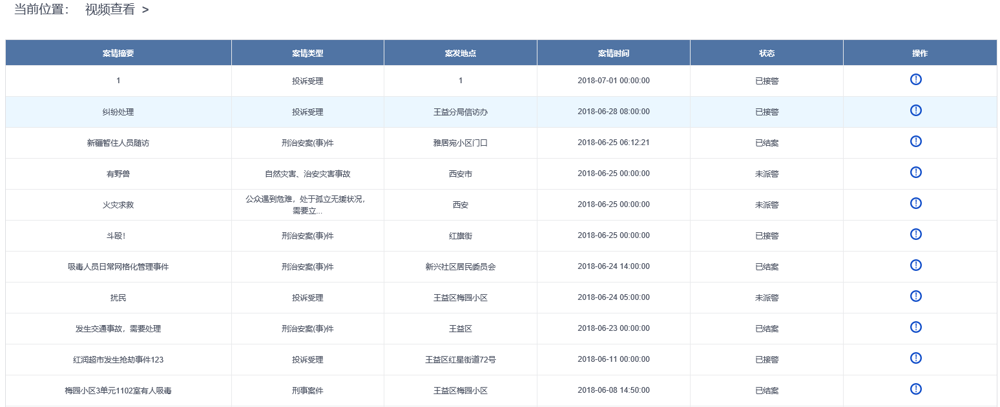 当前位置： 视频查看 >
案情摘要 案情类型 案发地点 案情时间 状态 操作
1 投诉受理 1 2018-07-01 00:00:00 已接警
纠纷处理 投诉受理 王益分局信访办 2018-06-28 08:00:00 已接警
新疆暂住人员随访 刑治安案(事)件 雅居宛小区门口 2018-06-25 06:12:21 已结案
有野兽 自然灾害、治安灾害事故 西安市 2018-06-25 00:00:00 未派警
火灾求救 公众遇到危难，处于孤立无援状况，
需要立... 西安 2018-06-25 00:00:00 未派警
斗殴！ 刑治安案(事)件 红旗街 2018-06-25 00:00:00 已接警
吸毒人员日常网格化管理事件 刑治安案(事)件 新兴社区居民委员会 2018-06-24 14:00:00 已结案
扰民 投诉受理 王益区梅园小区 2018-06-24 05:00:00 未派警
发生交通事故，需要处理 刑治安案(事)件 王益区 2018-06-23 00:00:00 已结案
红润超市发生抢劫事件123 投诉受理 王益区红星街道72号 2018-06-11 00:00:00 已接警
梅园小区3单元1102室有人吸毒 刑事案件 王益区梅园小区 2018-06-08 14:50:00 已结案